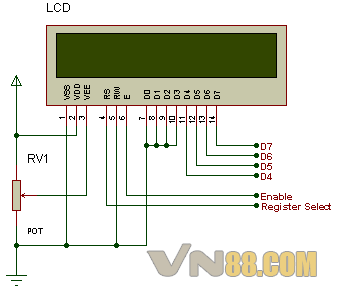 LCD
VSS
VDD
VEE
RS
RW
E
D0
D1
D2
D3
D4
D5
D6
D7
1
2
3
4
5
6
7
8
9
10
11
12
13
14
RV1
POT
D7
D6
D5
D4
Enable
Register Select
VN88.COM